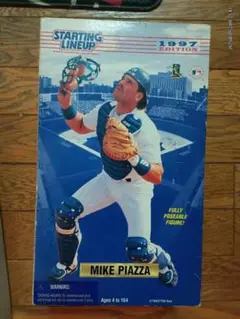 STARTING
LINEUP
1997
EDITION
FULLY
POSEABLE
FIGURE!
MIKE PIAZZA
WARNING:
Ages 4 to 104